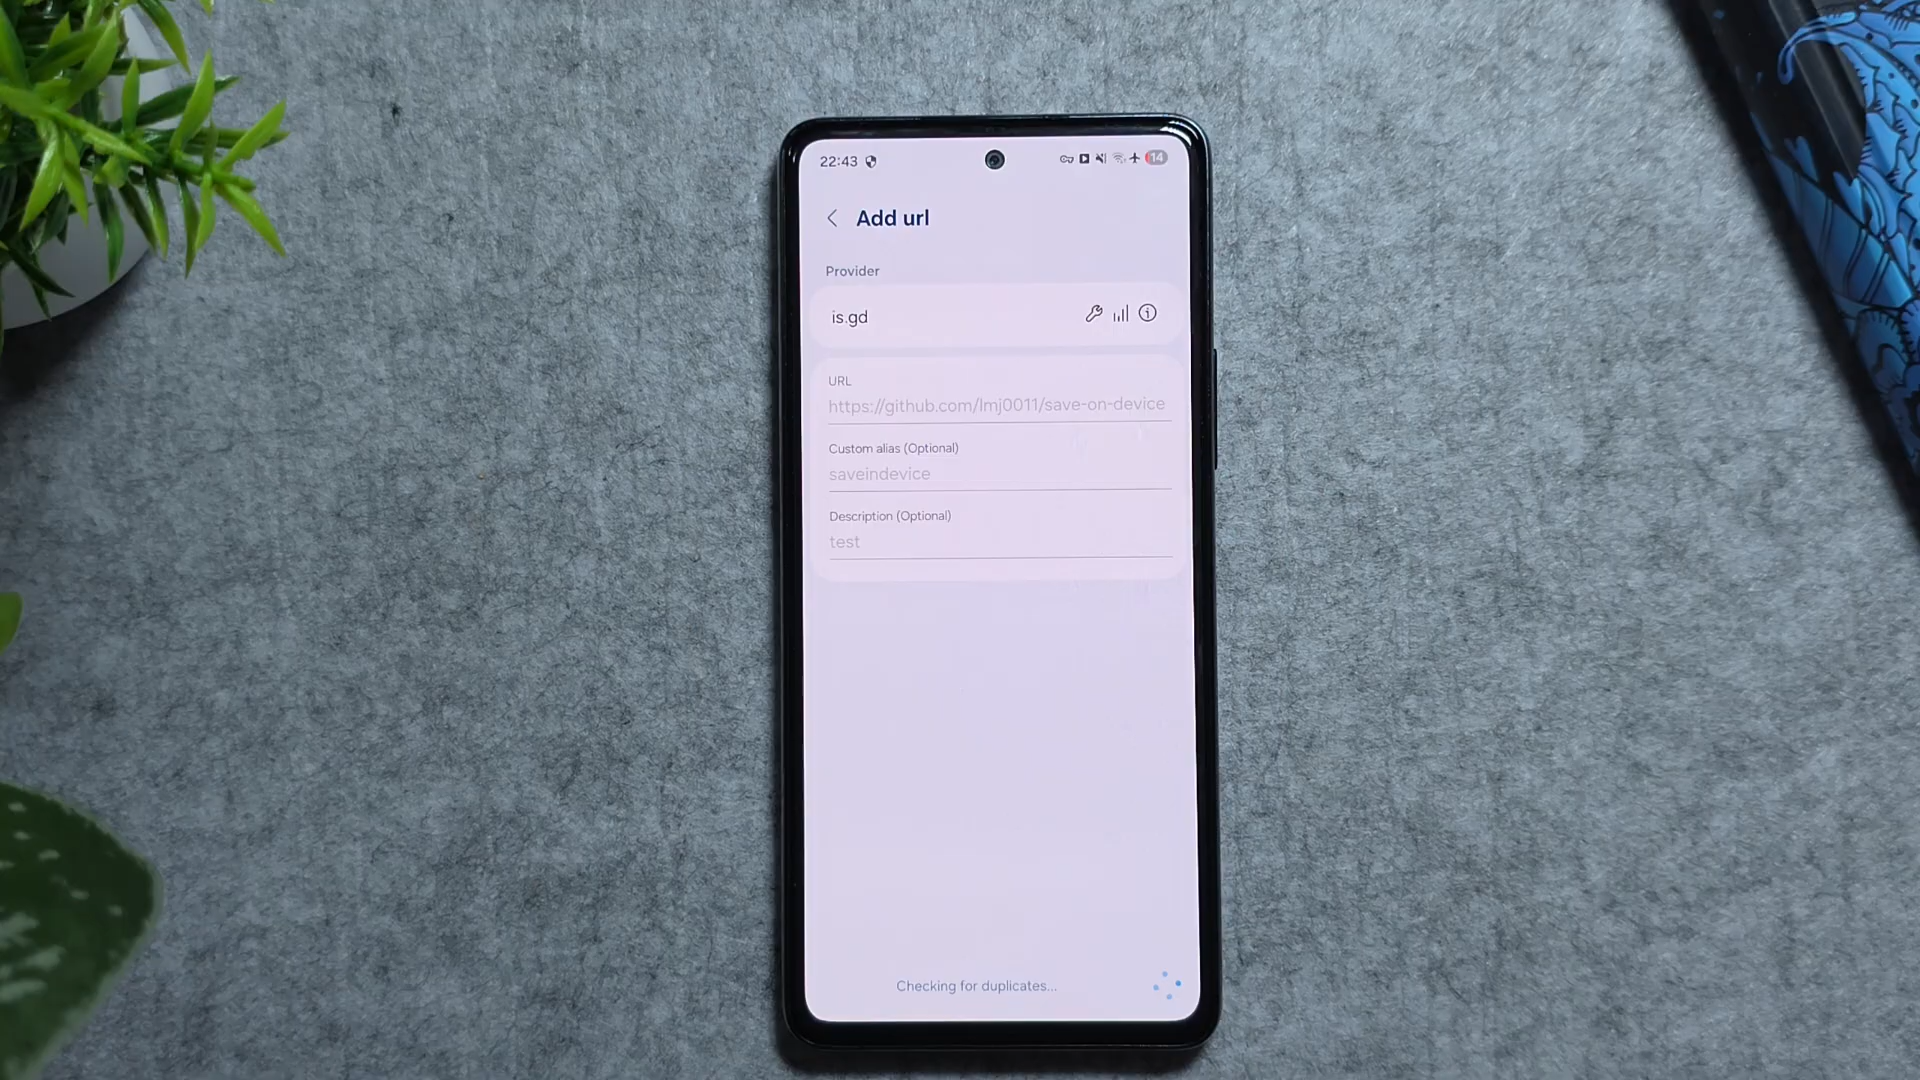 22:43
14
Add url
Provider
is.gd
URL
https://github.com/lmj0011/save-on-device
Custom alias (Optional)
saveindevice
Description (Optional)
test
Checking for duplicates...